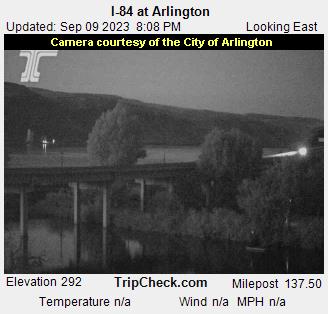 I-84 at Arlington
Updated: Sep 09 2023 8:08 PM Looking East
Camera courtesy of the City of Arlington
Elevation 292 TripCheck.com Milepost 137.50
Temperature n/a Wind n/a MPH n/a